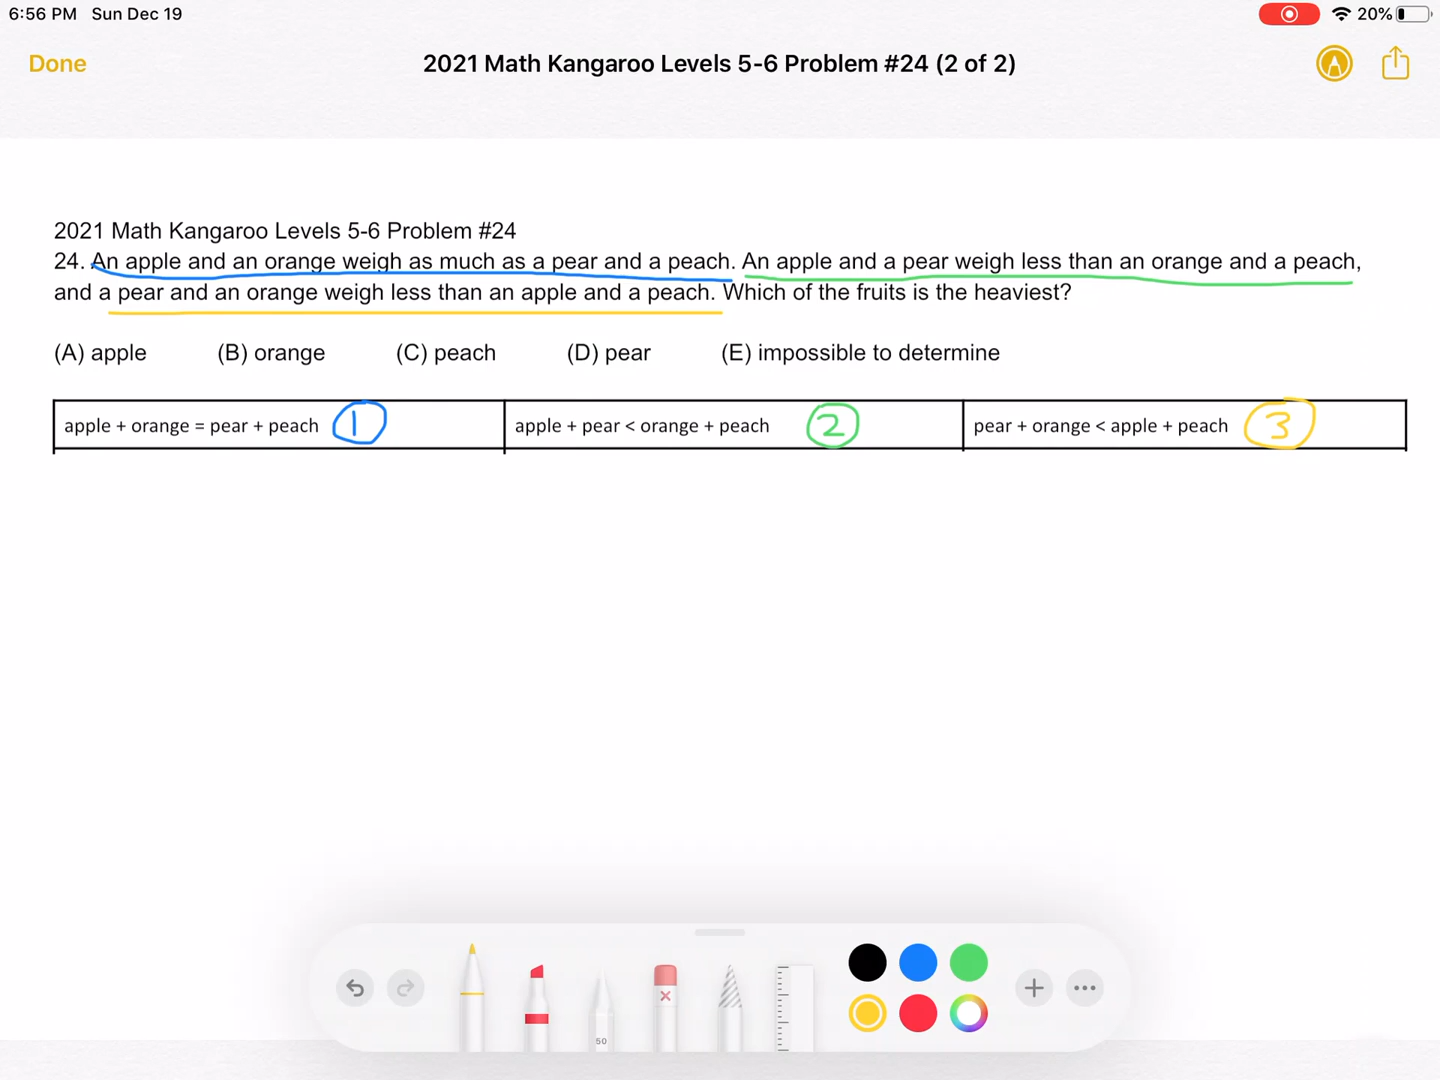 6:56 PM Sun Dec 19
20%
Done
2021 Math Kangaroo Levels 5-6 Problem #24 (2 of 2)
2021 Math Kangaroo Levels 5-6 Problem #24
24. An apple and an orange weigh as much as a pear and a peach. An apple and a pear weigh less than an orange and a peach,
and a pear and an orange weigh less than an apple and a peach. Which of the fruits is the heaviest?
(A) apple (B) orange (C) peach (D) pear (E) impossible to determine
apple + orange = pear + peach 1
apple + pear < orange + peach 2
pear + orange < apple + peach 3
50